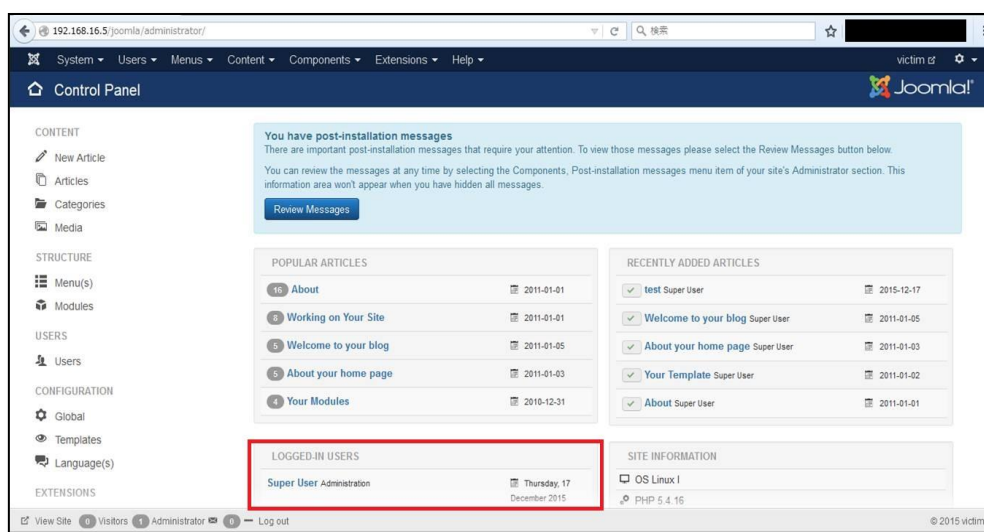 192.168.16.5/joomla/administrator/
検索
System Users Menus Content Components Extensions Help victim
Control Panel
Joomla!
CONTENT
New Article
Articles
Categories
Media
STRUCTURE
Menu(s)
Modules
USERS
Users
CONFIGURATION
Global
Templates
Language(s)
EXTENSIONS
You have post-installation messages
There are important post-installation messages that require your attention. To view those messages please select the Review Messages button below.
You can review the messages at any time by selecting the Components, Post-installation messages menu item of your site's Administrator section. This
information area won't appear when you have hidden all messages.
Review Messages
POPULAR ARTICLES
16 About 2011-01-01
Working on Your Site 2011-01-01
5 Welcome to your blog 2011-01-05
5 About your home page 2011-01-03
4 Your Modules 2010-12-31
RECENTLY ADDED ARTICLES
test Super User 2015-12-17
Welcome to your blog Super User 2011-01-05
About your home page Super User 2011-01-03
Your Template Super User 2011-01-02
About Super User 2011-01-01
LOGGED-IN USERS
Super User Administration Thursday, 17
December 2015
SITE INFORMATION
OS Linux l
PHP 5.4.16
View Site 0 Visitors 1 Administrator 0 Log out © 2015 victim